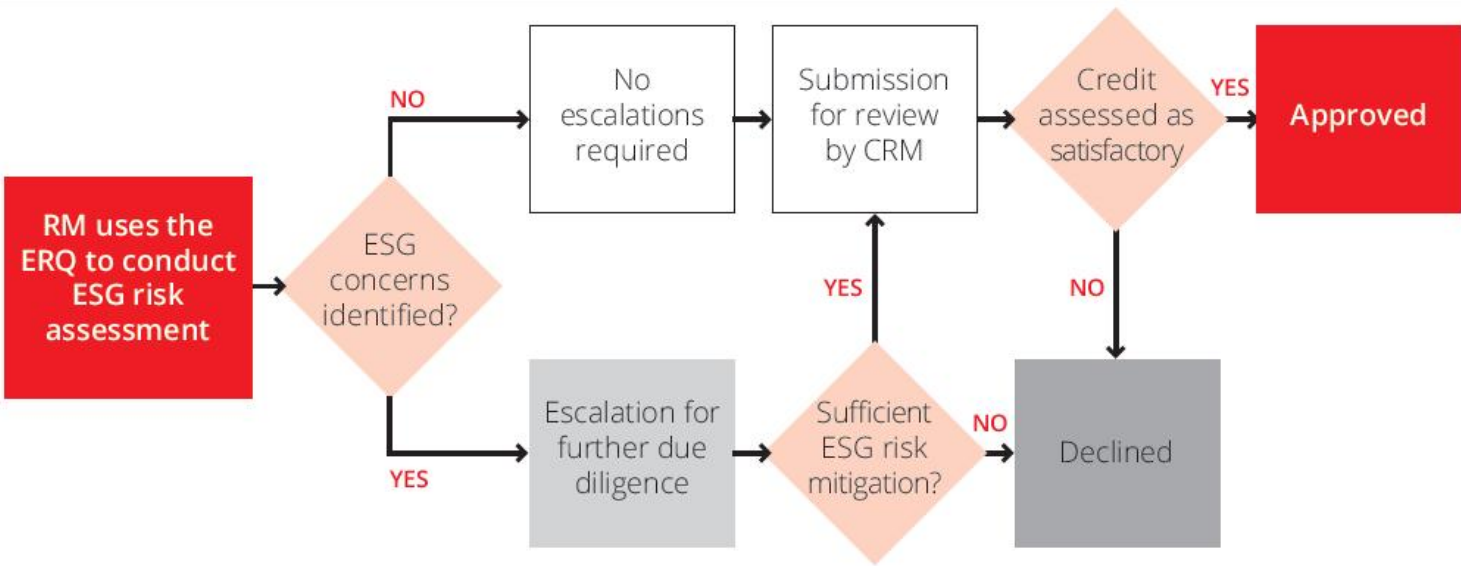 RM uses the
ERQ to conduct
ESG risk
assessment
ESG
concerns
identified?
NO
No
escalations
required
Submission
for review
by CRM
Credit
assessed as
satisfactory
YES
Approved
NO
YES
Escalation for
further due
diligence
Sufficient
ESG risk
mitigation?
YES
NO
Declined